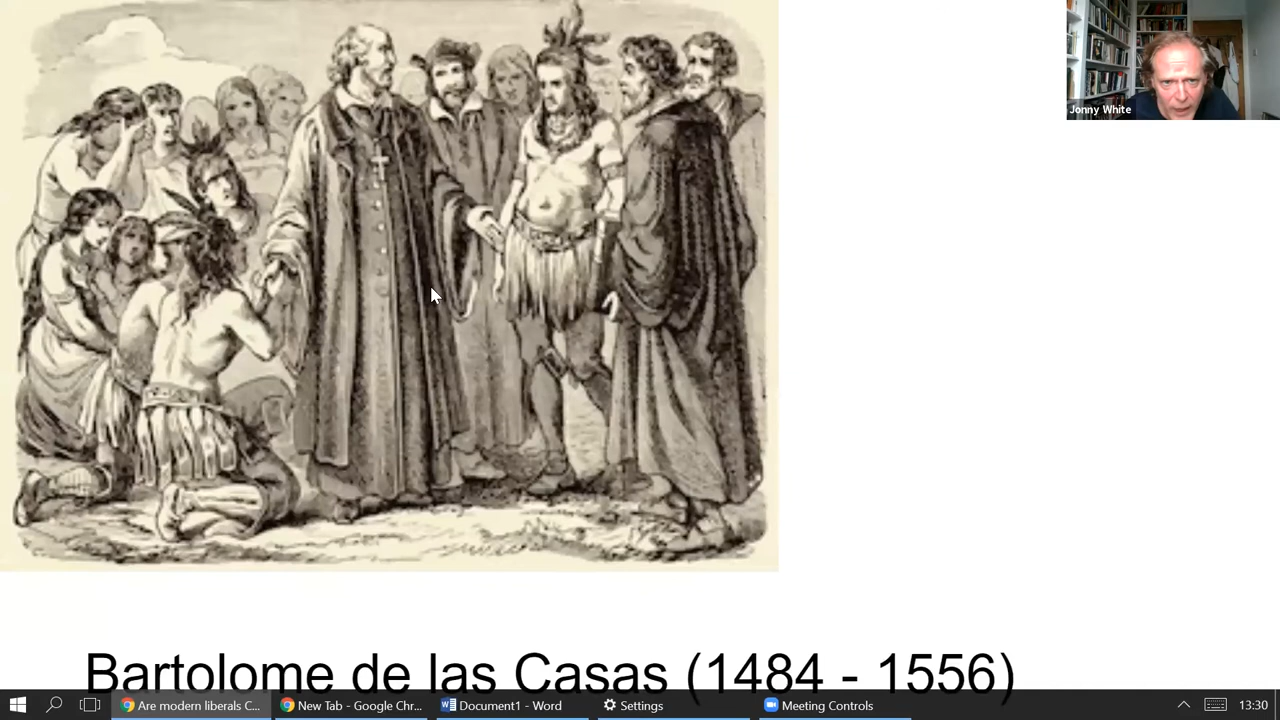 Jonny White
Bartolome de las Casas (1484 - 1556)
Are modern liberals C...
New Tab - Google Chr...
Document1 - Word
Settings
Meeting Controls
13:30